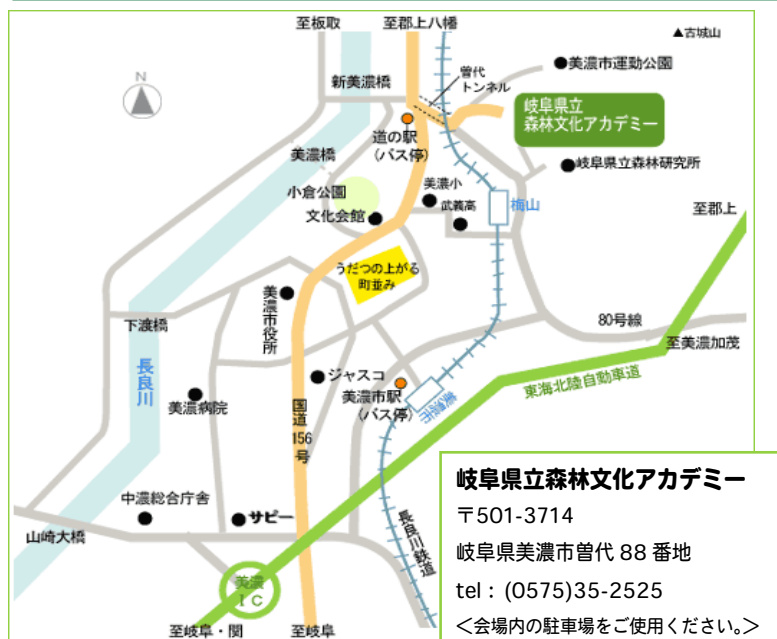 至板取
至郡上八幡
▲古城山
N
曽代
トンネル
美濃市運動公園
新美濃橋
岐阜県立
森林文化アカデミー
道の駅
(バス停)
美濃橋
岐阜県立森林研究所
小倉公園
美濃小
武義高
梅山
文化会館
至郡上
うだつの上がる
町並み
美濃市役所
下渡橋
80号線
至美濃加茂
長良川
ジャスコ
東海北陸自動車道
美濃市駅
(バス停)
美濃市
美濃病院
国道156号
中濃総合庁舎
サピー
山崎大橋
長良川鉄道
美濃
IC
至岐阜・関
至岐阜
岐阜県立森林文化アカデミー
〒501-3714
岐阜県美濃市曽代 88 番地
tel : (0575)35-2525
<会場内の駐車場をご使用ください。>